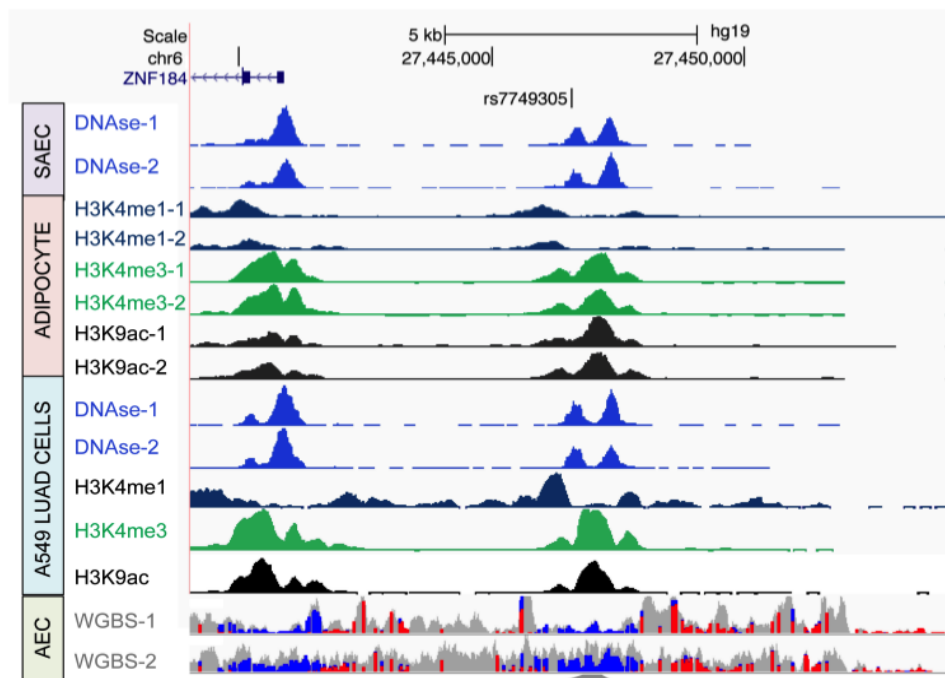 Scale 5 kb hg19
chr6 27,445,000 27,450,000
ZNF184
rs7749305
SAEC
DNAse-1
DNAse-2
ADIPOCYTE
H3K4me1-1
H3K4me1-2
H3K4me3-1
H3K4me3-2
H3K9ac-1
H3K9ac-2
A549 LUAD CELLS
DNAse-1
DNAse-2
H3K4me1
H3K4me3
H3K9ac
AEC
WGBS-1
WGBS-2